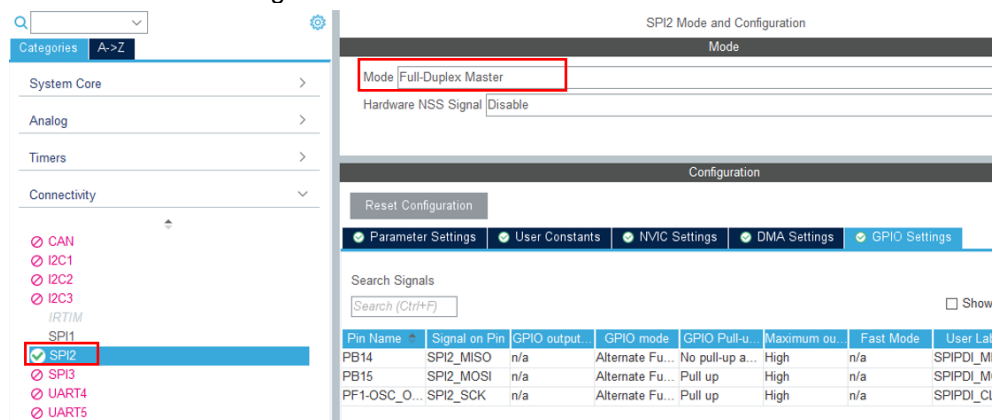 SPI2 Mode and Configuration
Categories A->Z
Mode
System Core
Mode Full-Duplex Master
Hardware NSS Signal Disable
Analog
Timers
Configuration
Connectivity
Reset Configuration
Parameter Settings User Constants NVIC Settings DMA Settings GPIO Settings
CAN
I2C1
I2C2
I2C3
IRTIM
SPI1
SPI2
SPI3
UART4
UART5
Search Signals
Search (Ctrl+F)
Show
Pin Name Signal on Pin GPIO output... GPIO mode GPIO Pull-u... Maximum ou... Fast Mode User Lab
PB14 SPI2_MISO n/a Alternate Fu... No pull-up a... High n/a SPIPDI_MI
PB15 SPI2_MOSI n/a Alternate Fu... Pull up High n/a SPIPDI_M
PF1-OSC_O... SPI2_SCK n/a Alternate Fu... Pull up High n/a SPIPDI_CL